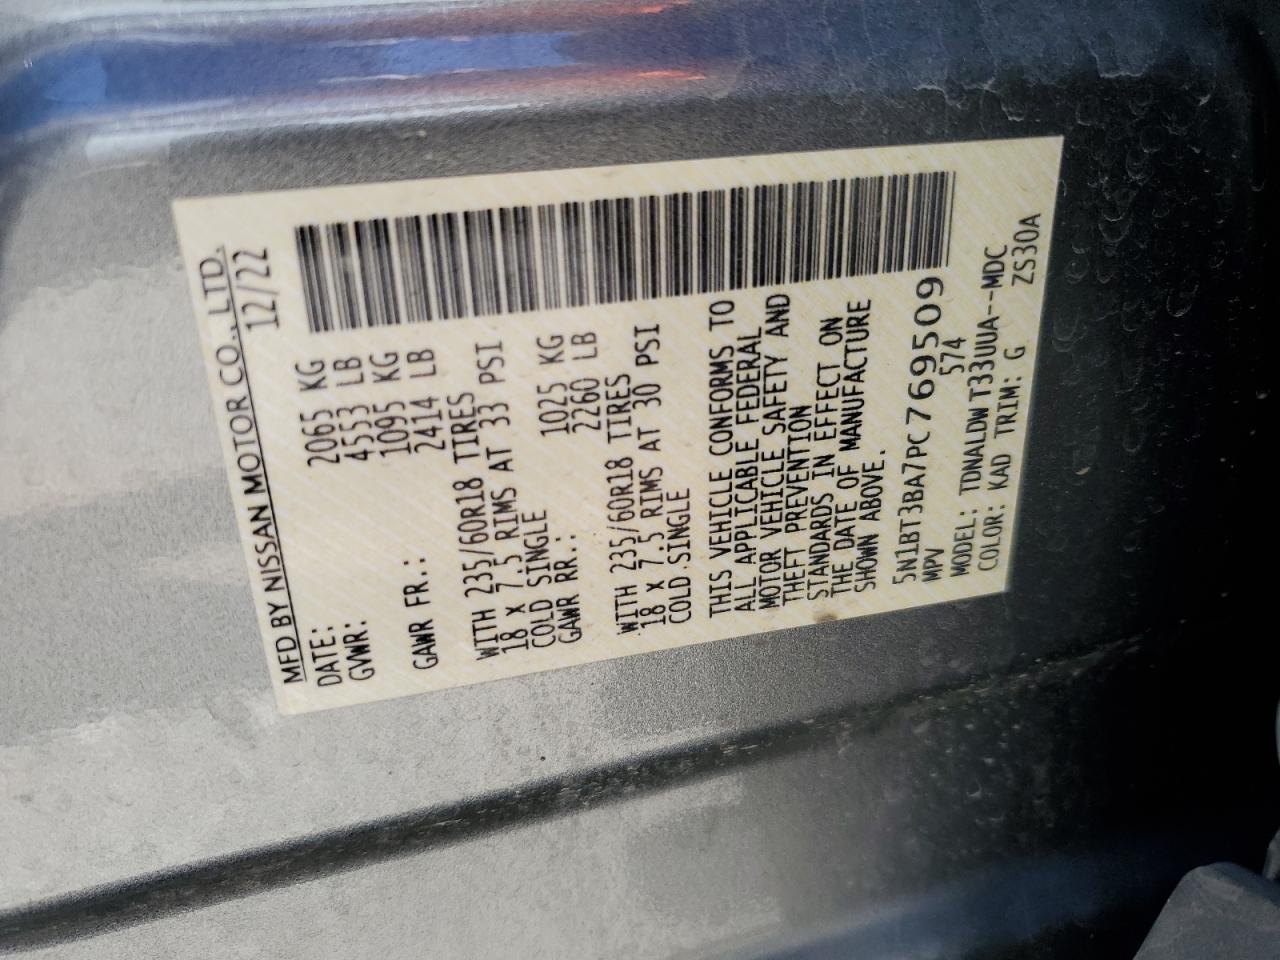 MFD BY NISSAN MOTOR CO., LTD.
DATE: 12/22
GVWR: 2065 KG
4553 LB
GAWR FR.: 1095 KG
2414 LB
WITH 235/60R18 TIRES
18 X 7.5 RIMS AT 33 PSI
COLD SINGLE
GAWR RR.: 1025 KG
2260 LB
WITH 235/60R18 TIRES
18 X 7.5 RIMS AT 30 PSI
COLD SINGLE
THIS VEHICLE CONFORMS TO
ALL APPLICABLE FEDERAL
MOTOR VEHICLE SAFETY AND
THEFT PREVENTION
STANDARDS IN EFFECT ON
THE DATE OF MANUFACTURE
SHOWN ABOVE.
5N1BT3BA7PC769509
MPV 574
MODEL: TDNALDW T33UUA--MDC
COLOR: KAD TRIM: G ZS30A